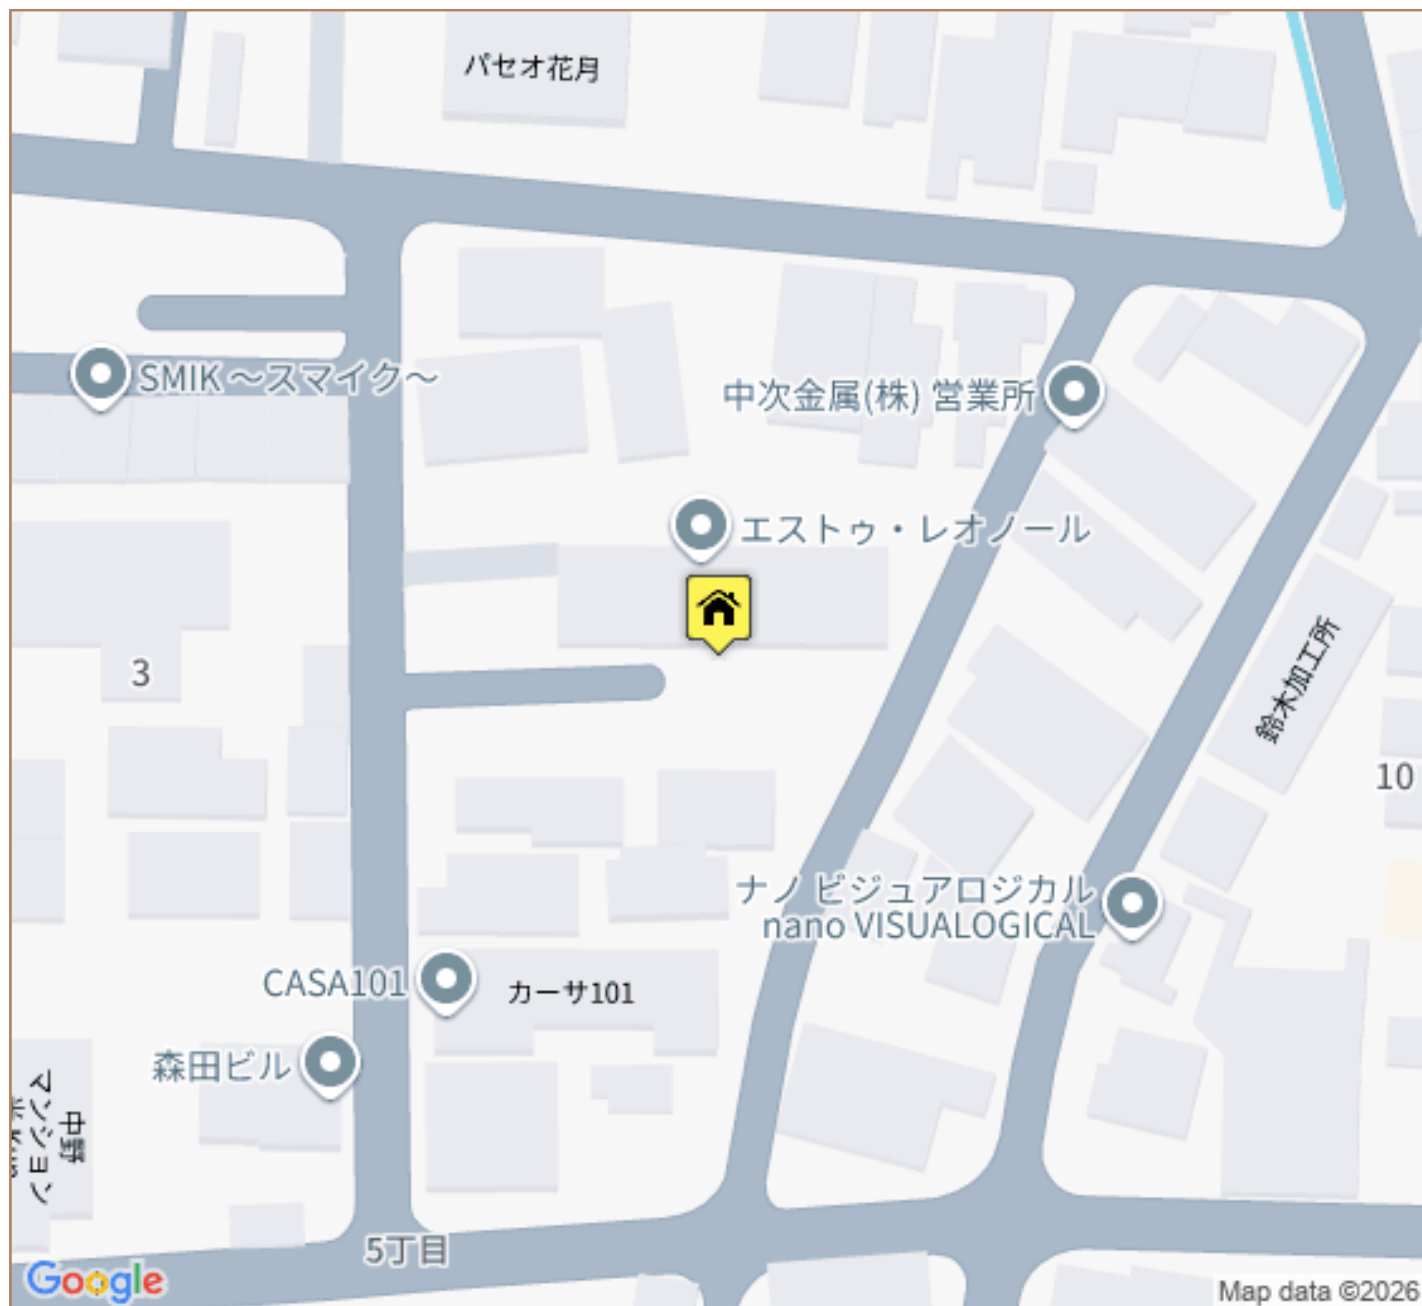 パセオ花月
SMIK ～スマイク～
中次金属(株) 営業所
エストゥ・レオノール
3
鈴木加工所
10
ナノ ビジュアロジカル
nano VISUALOGICAL
CASA101
カーサ101
森田ビル
中野
マンション
5丁目
Google
Map data ©2026